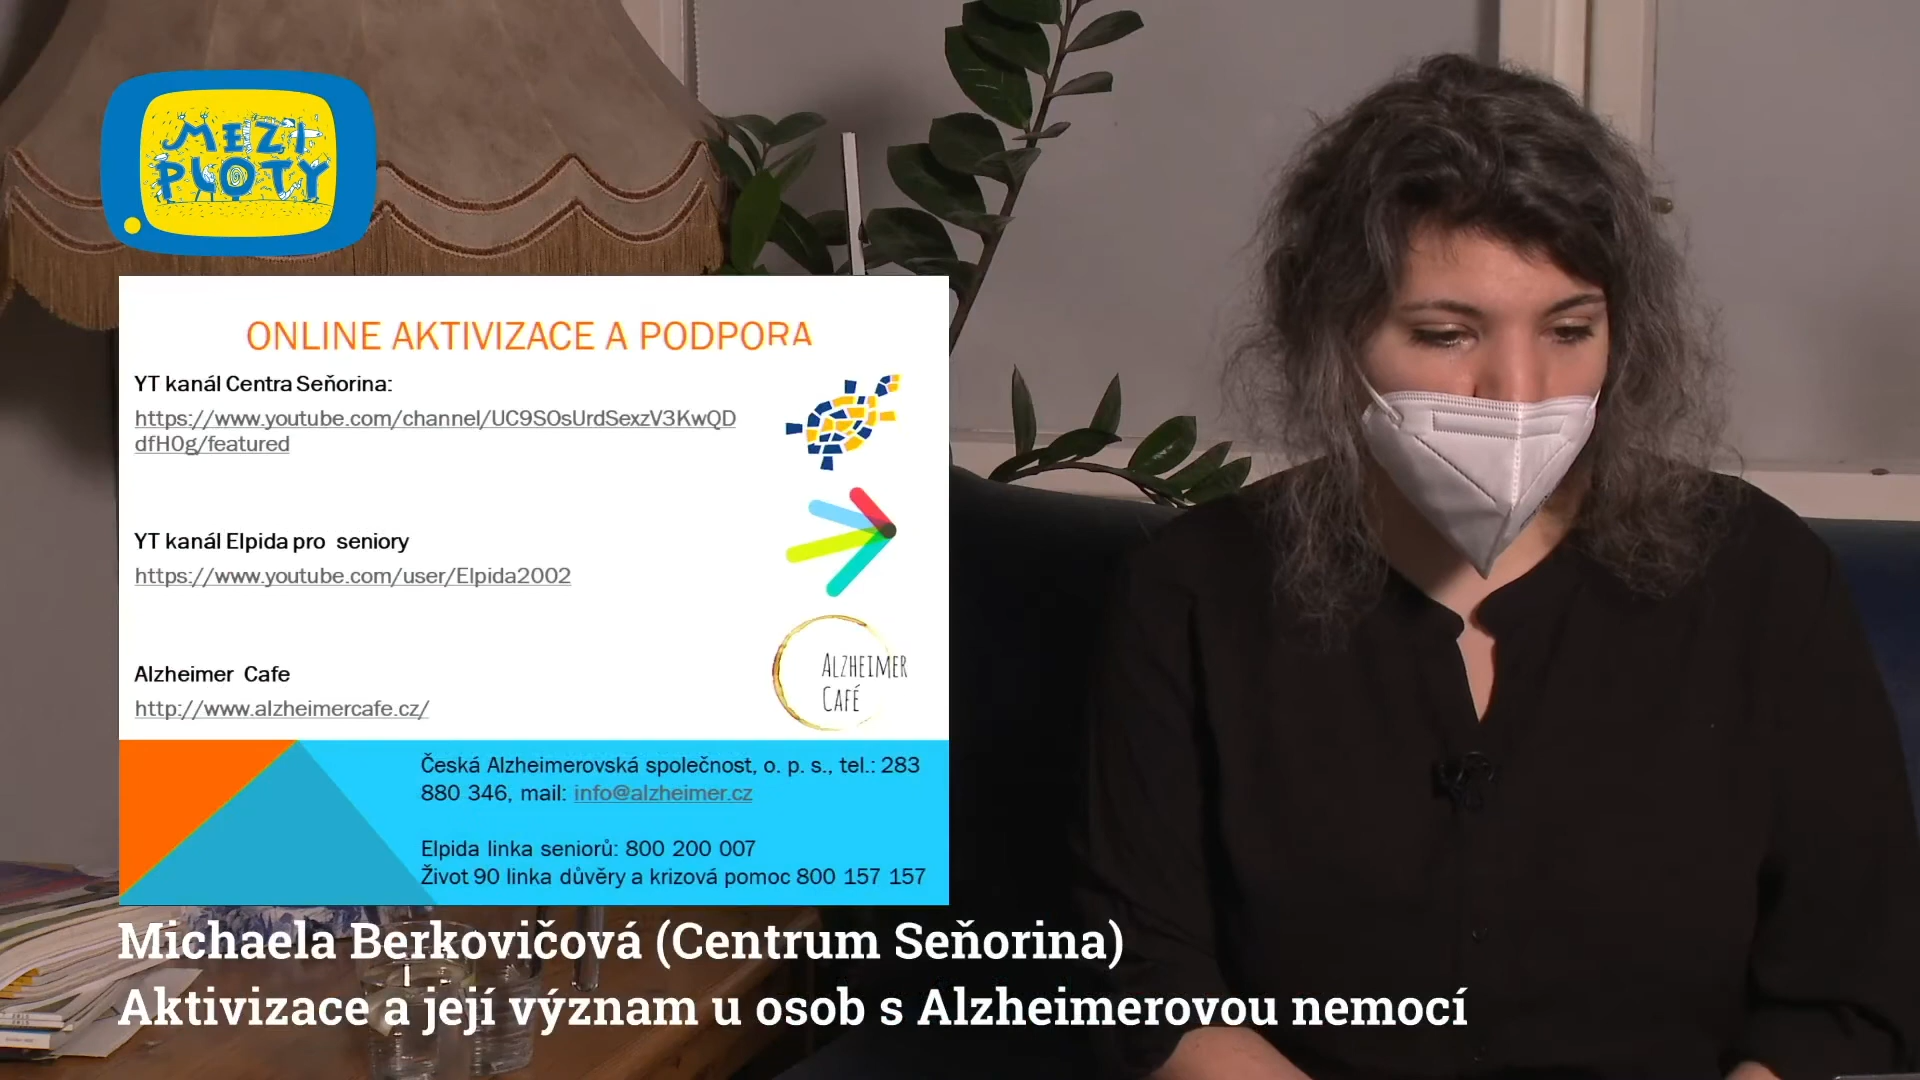 MEZI
PLOTY
ONLINE AKTIVIZACE A PODPORA
YT kanál Centra Seňorina:
https://www.youtube.com/channel/UC9SOsUrdSexzV3KwQD
dfH0g/featured
YT kanál Elpida pro seniory
https://www.youtube.com/user/Elpida2002
Alzheimer Cafe
http://www.alzheimercafe.cz/
ALZHEIMER
CAFÉ
Česká Alzheimerovská společnost, o. p. s., tel.: 283
880 346, mail: info@alzheimer.cz
Elpida linka seniorů: 800 200 007
Život 90 linka důvěry a krizová pomoc 800 157 157
Michaela Berkovičová (Centrum Seňorina)
Aktivizace a její význam u osob s Alzheimerovou nemocí